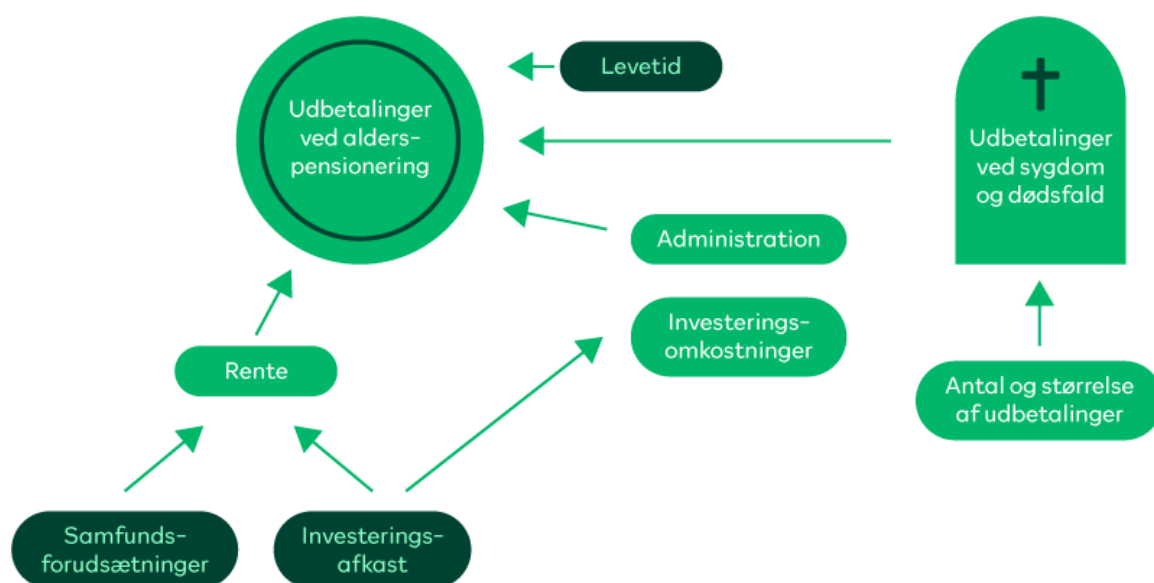 Levetid
Udbetalinger
ved alders-
pensionering
Udbetalinger
ved sygdom
og dødsfald
Administration
Investerings-
omkostninger
Rente
Antal og størrelse
af udbetalinger
Samfunds-
forudsætninger
Investerings-
afkast